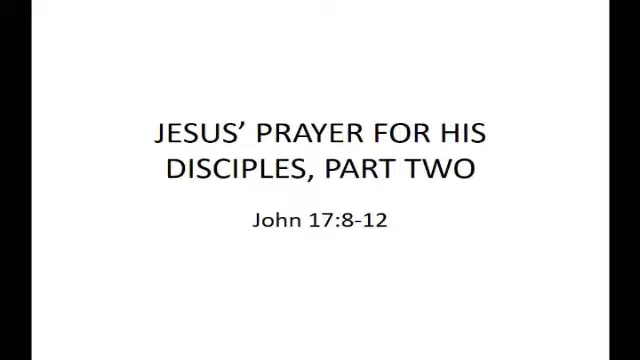 JESUS’ PRAYER FOR HIS
DISCIPLES, PART TWO
John 17:8-12